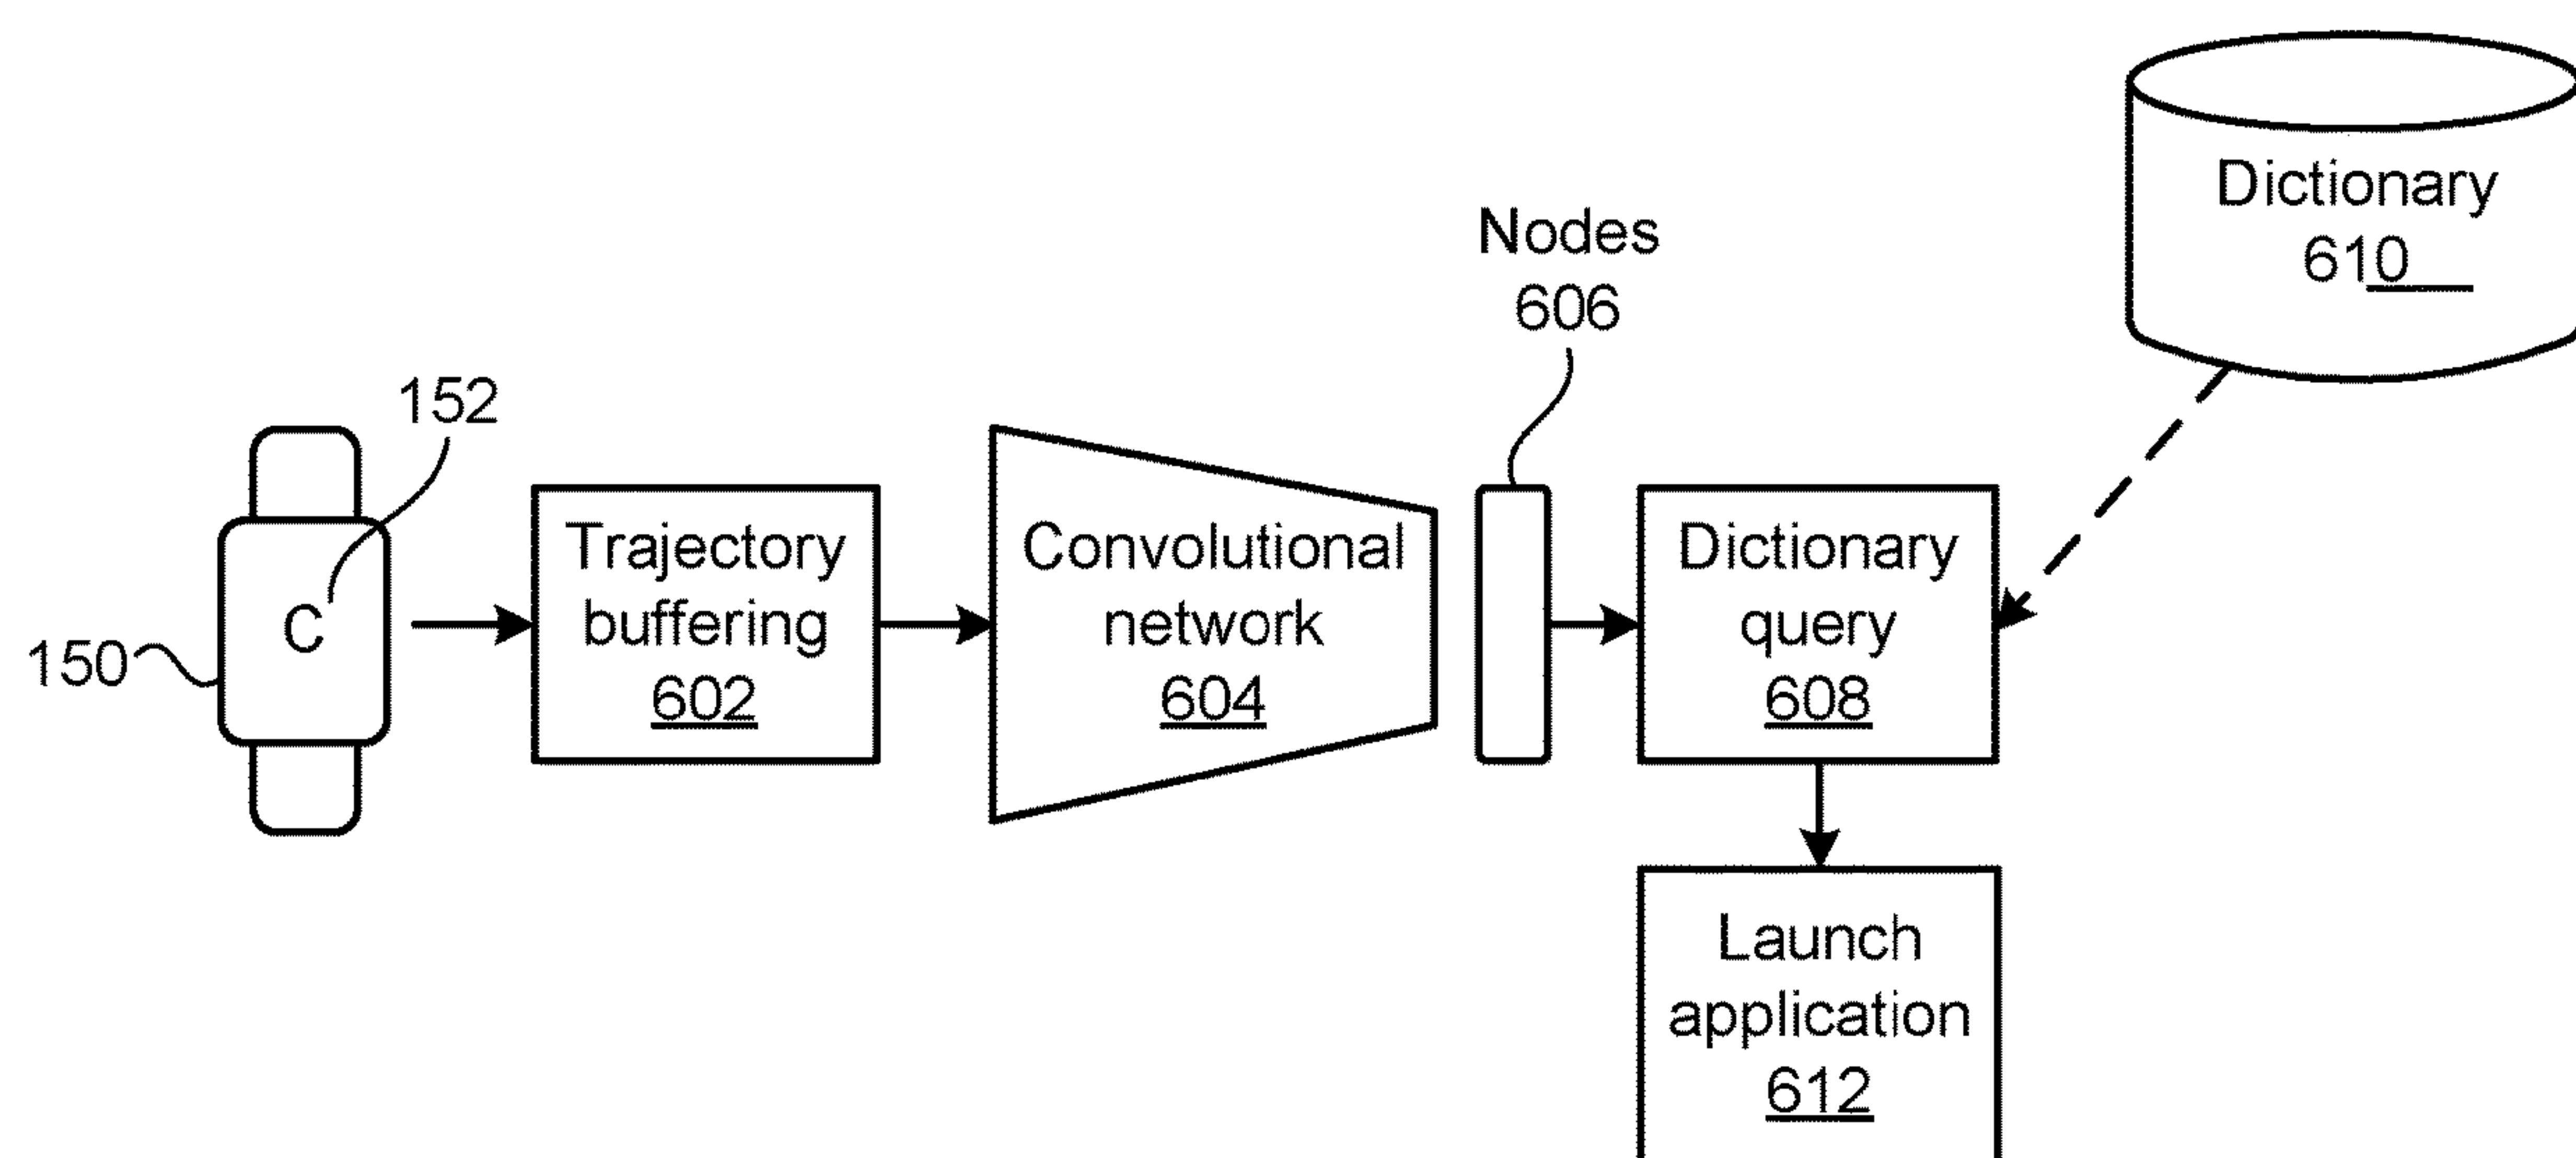 Dictionary
610
Nodes
606
152
150
C
Trajectory
buffering
602
Convolutional
network
604
Dictionary
query
608
Launch
application
612